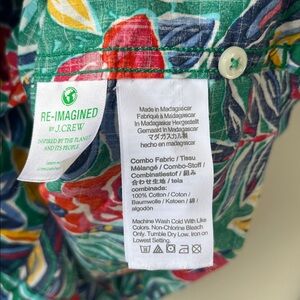 RE-IMAGINED
BY J.CREW
INSPIRED BY THE PLANET
AND ITS PEOPLE
Made in Madagascar
Fabriqué à Madagascar
In Madagaskar Hergestellt
Gemaakt In Madagaskar
マダガスカル製
hecho en madagascar
Combo Fabric / Tissu
Mélangé / Combo-Stoff /
Combinatiestof / 組み
合わせ生地 / tela
combinada:
100% Cotton / Coton /
Baumwolle / Katoen / 綿 /
algodón
Machine Wash Cold With Like
Colors. Non-Chlorine Bleach
Only. Tumble Dry Low. Iron on
Lowest Setting.